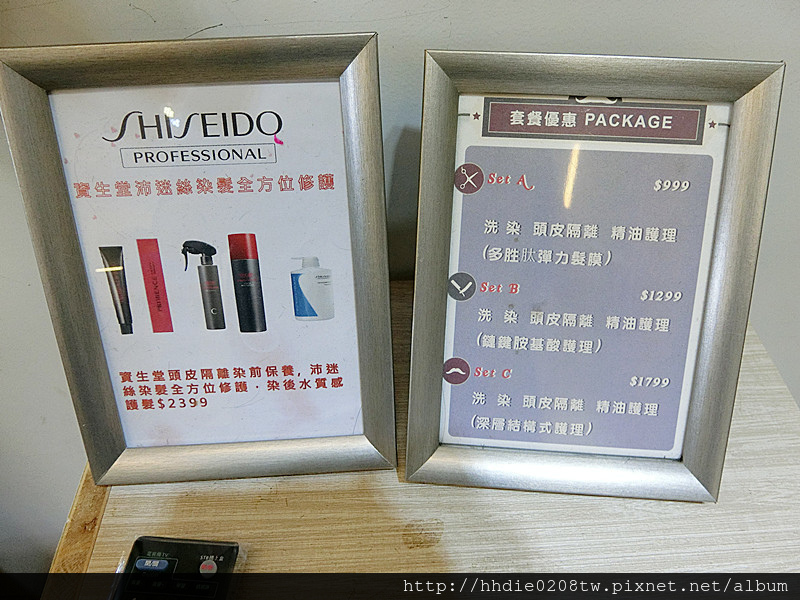 SHISEIDO
PROFESSIONAL
資生堂沛迷絲染髮全方位修護
資生堂頭皮隔離染前保養,沛迷
絲染髮全方位修護.染後水質感
護髮$2399
套餐優惠 PACKAGE
Set A $999
洗 染 頭皮隔離 精油護理
(多胜肽彈力髮膜)
Set B $1299
洗 染 頭皮隔離 精油護理
(鏈鍵胺基酸護理)
Set C $1799
洗 染 頭皮隔離 精油護理
(深層結構式護理)
http://hhdie0208tw.pixnet.net/album